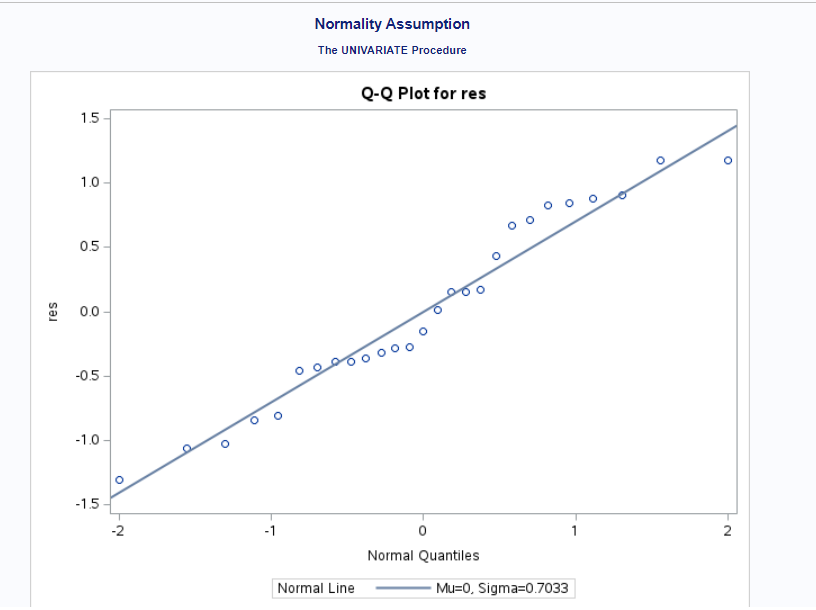 Normality Assumption
The UNIVARIATE Procedure
Q-Q Plot for res
1.5
1.0
0.5
0.0
-0.5
-1.0
-1.5
res
-2 -1 0 1 2
Normal Quantiles
Normal Line Mu=0, Sigma=0.7033